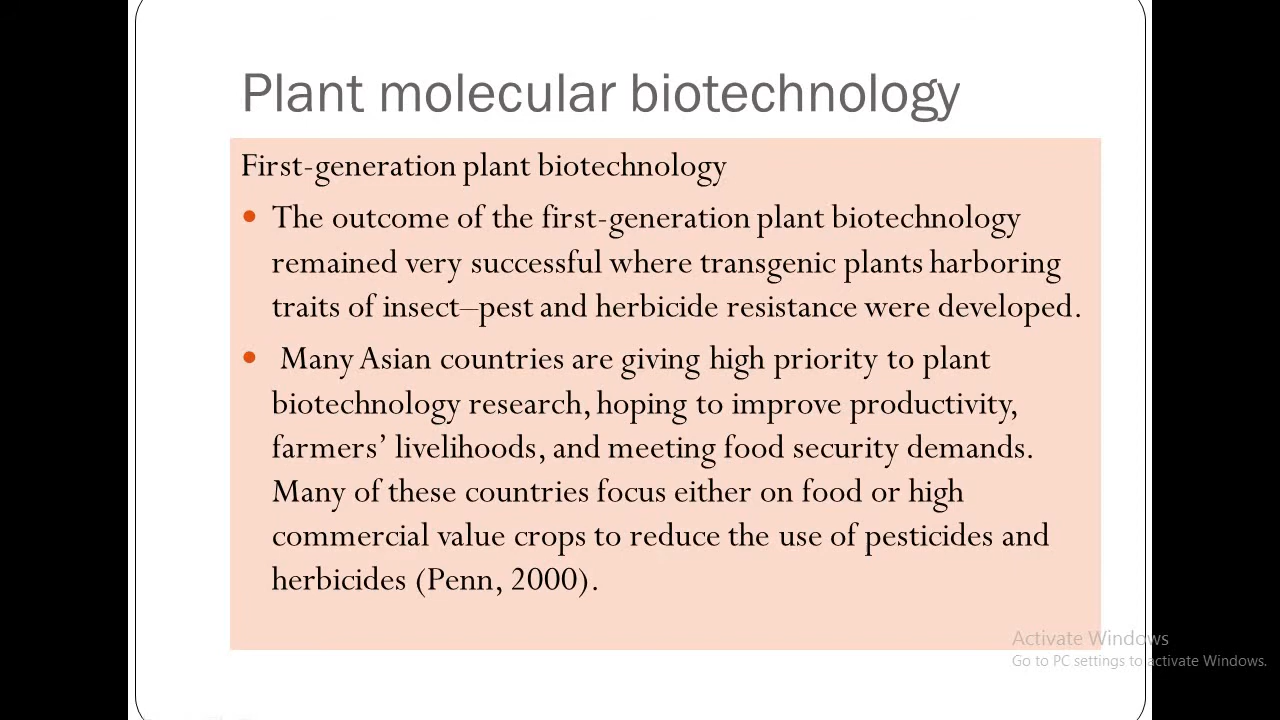 Plant molecular biotechnology
First-generation plant biotechnology
• The outcome of the first-generation plant biotechnology
remained very successful where transgenic plants harboring
traits of insect–pest and herbicide resistance were developed.
• Many Asian countries are giving high priority to plant
biotechnology research, hoping to improve productivity,
farmers’ livelihoods, and meeting food security demands.
Many of these countries focus either on food or high
commercial value crops to reduce the use of pesticides and
herbicides (Penn, 2000).
Activate Windows
Go to PC settings to activate Windows.